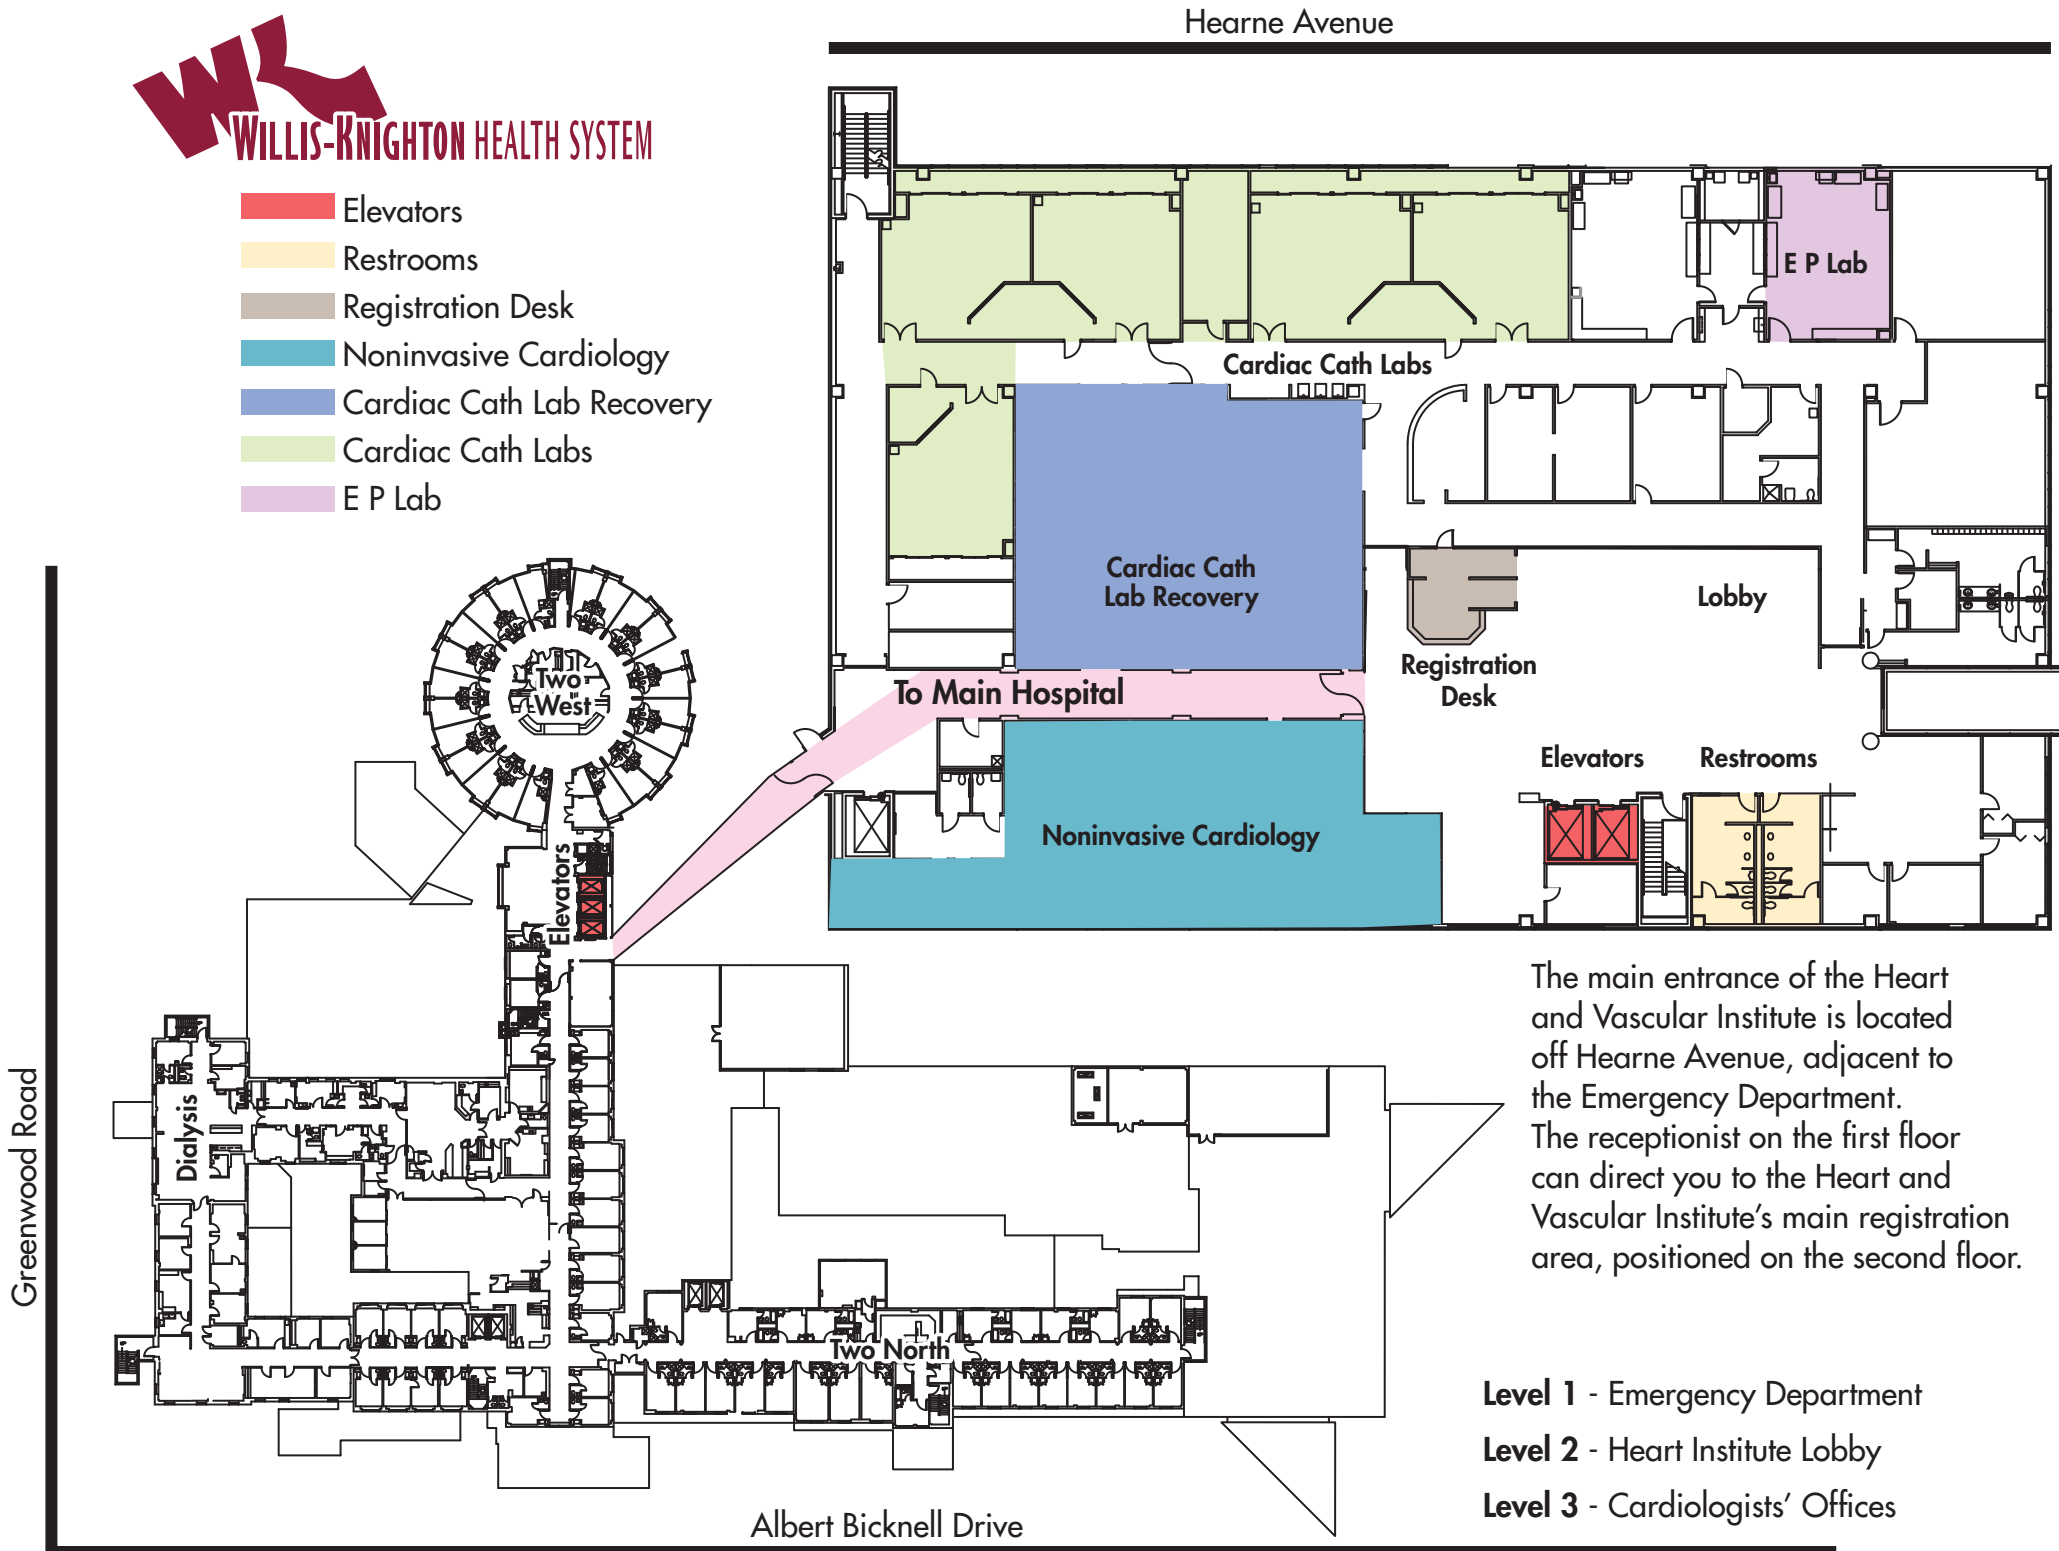 Hearne Avenue
WILLIS-KNIGHTON HEALTH SYSTEM
Elevators
Restrooms
Registration Desk
Noninvasive Cardiology
Cardiac Cath Lab Recovery
Cardiac Cath Labs
E P Lab
E P Lab
Cardiac Cath Labs
Cardiac Cath
Lab Recovery
Lobby
Registration
Desk
To Main Hospital
Two
West
Elevators
Restrooms
Noninvasive Cardiology
Elevators
Dialysis
Two North
Greenwood Road
Albert Bicknell Drive
The main entrance of the Heart
and Vascular Institute is located
off Hearne Avenue, adjacent to
the Emergency Department.
The receptionist on the first floor
can direct you to the Heart and
Vascular Institute’s main registration
area, positioned on the second floor.
Level 1 - Emergency Department
Level 2 - Heart Institute Lobby
Level 3 - Cardiologists’ Offices